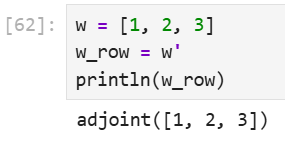 [62]:
w = [1, 2, 3]
w_row = w'
println(w_row)
adjoint([1, 2, 3])